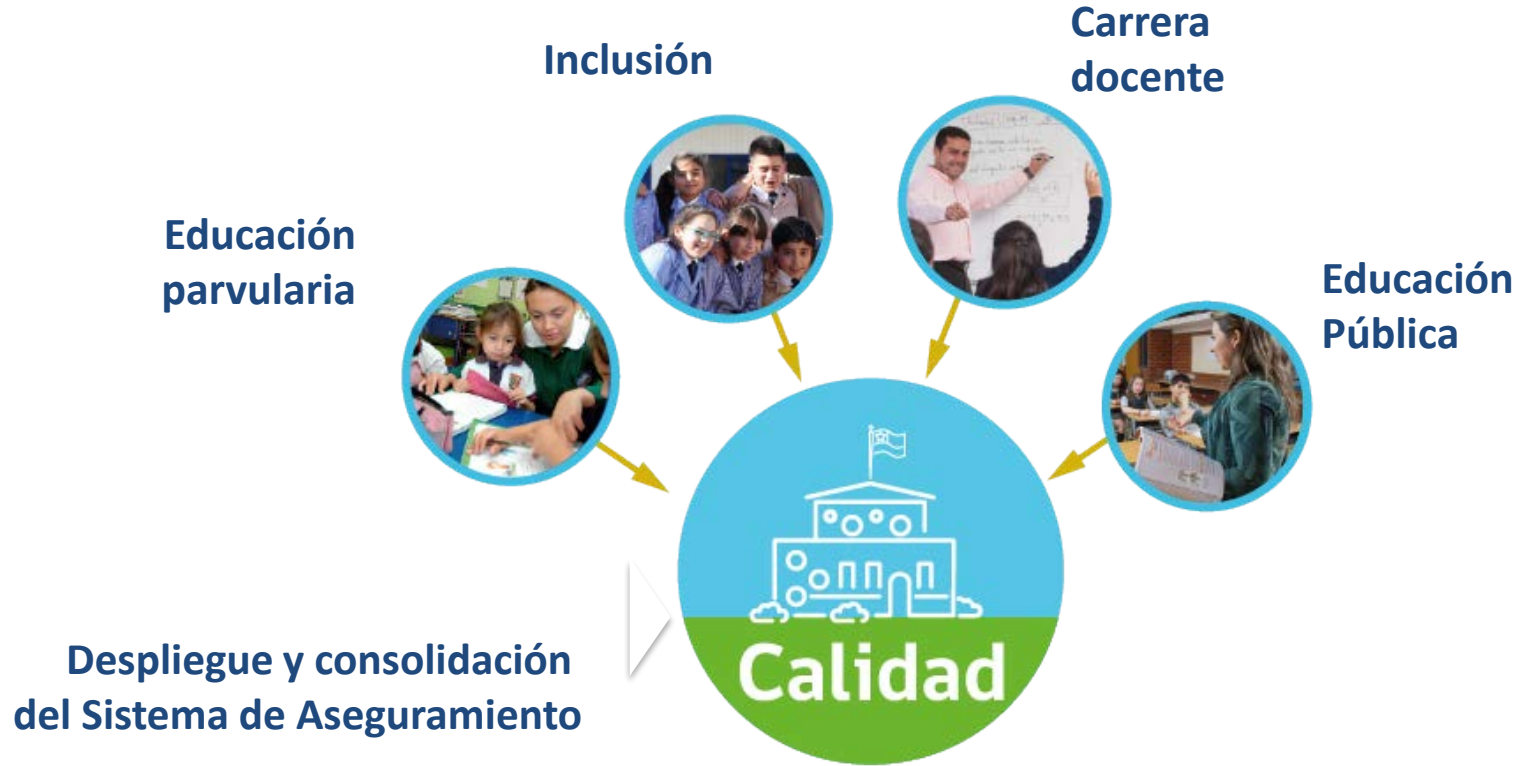 Carrera
docente
Inclusión
Educación
parvularia
Educación
Pública
Despliegue y consolidación
del Sistema de Aseguramiento
Calidad